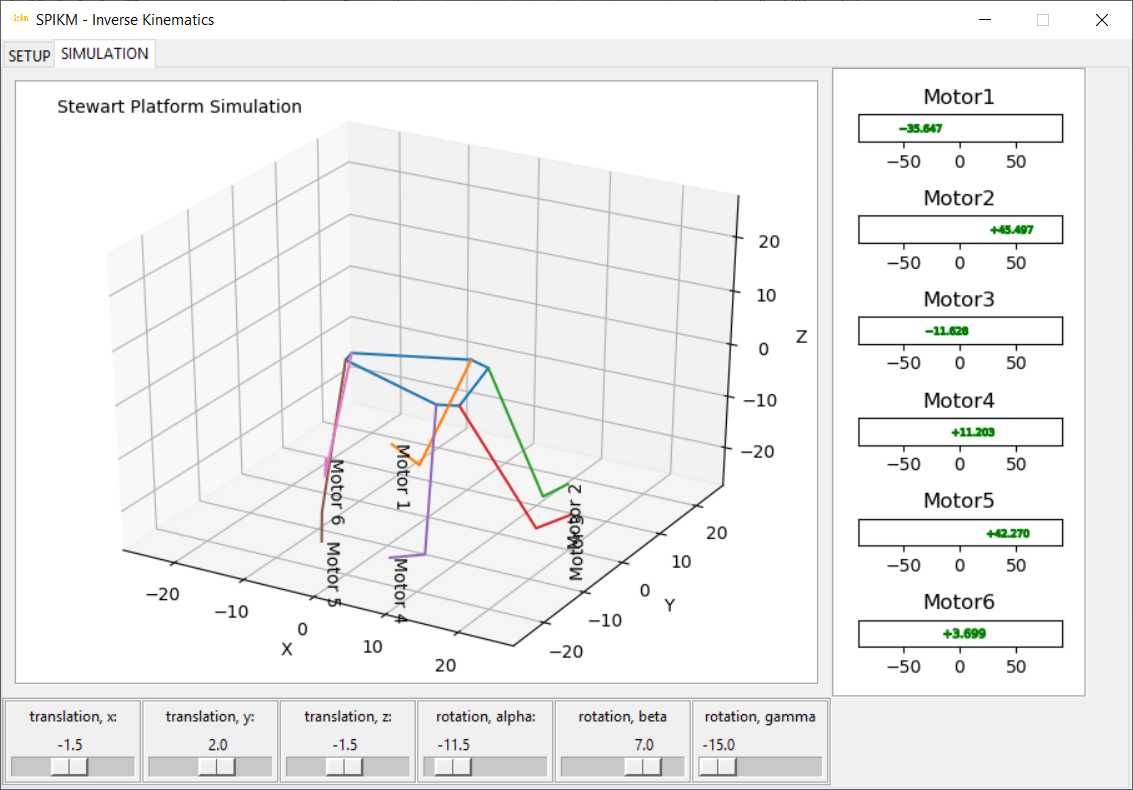 SPIKM - Inverse Kinematics
SETUP
SIMULATION
Stewart Platform Simulation
20
10
0
−10
−20
Z
20
10
0
−10
−20
Y
−20
−10
0
10
20
X
Motor 1
Motor 2
Motor 3
Motor 4
Motor 5
Motor 6
Motor1
−35.647
−50 0 50
Motor2
+45.497
−50 0 50
Motor3
−11.628
−50 0 50
Motor4
+11.203
−50 0 50
Motor5
+42.270
−50 0 50
Motor6
+3.699
−50 0 50
translation, x:
-1.5
translation, y:
2.0
translation, z:
-1.5
rotation, alpha:
-11.5
rotation, beta
7.0
rotation, gamma
-15.0